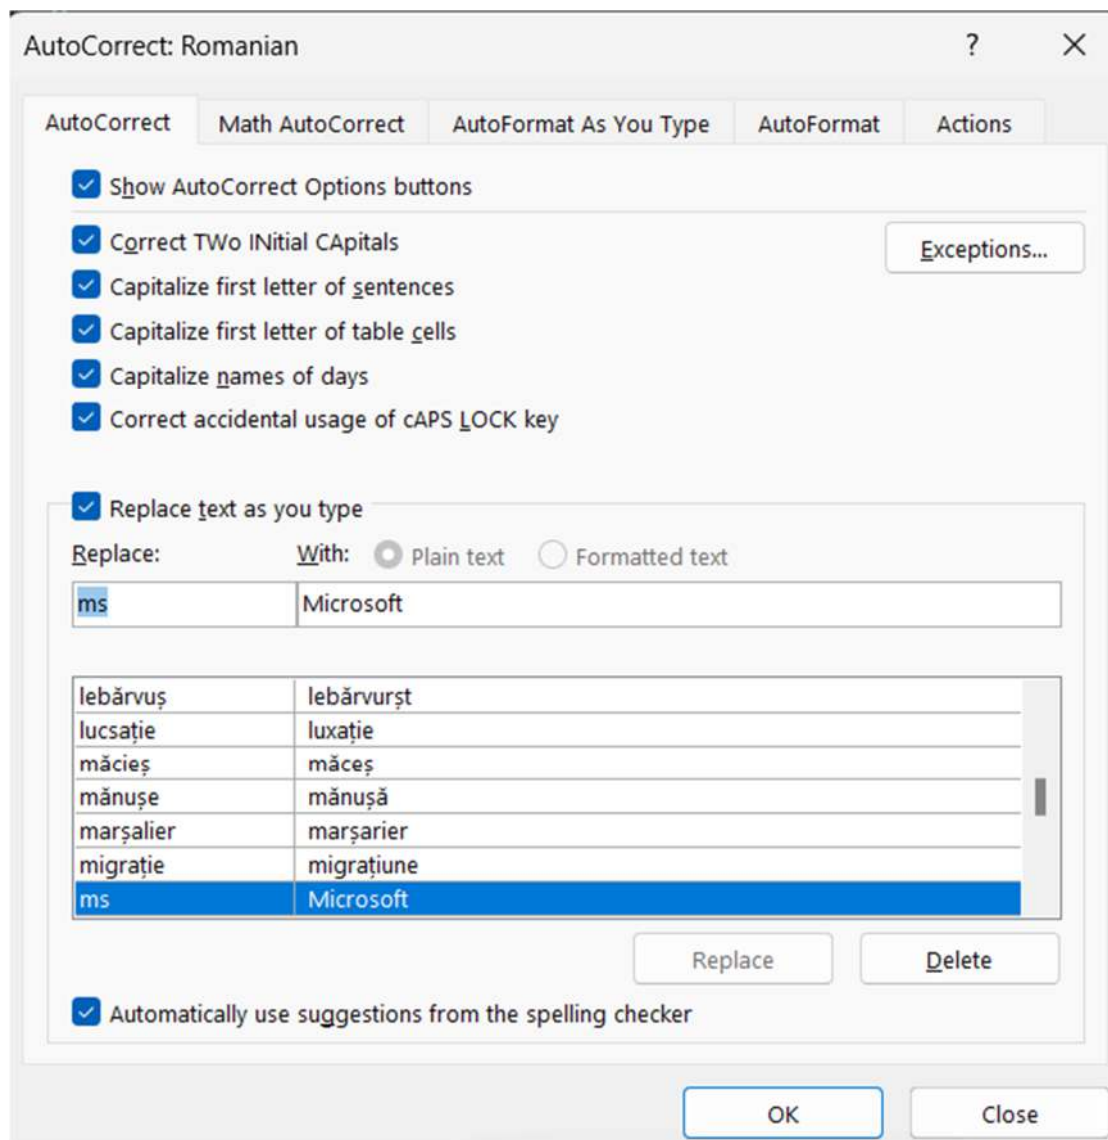 AutoCorrect: Romanian ?
AutoCorrect Math AutoCorrect AutoFormat As You Type AutoFormat Actions
Show AutoCorrect Options buttons
Correct TWo INitial CApitals
Exceptions...
Capitalize first letter of sentences
Capitalize first letter of table cells
Capitalize names of days
Correct accidental usage of cAPS LOCK key
Replace text as you type
Replace: With: Plain text Formatted text
ms Microsoft
lebărvuș lebărvurșt
lucsație luxație
măcieș măceș
mănușe mănușă
marșalier marșarier
migrație migrațiune
ms Microsoft
Replace Delete
Automatically use suggestions from the spelling checker
OK Close